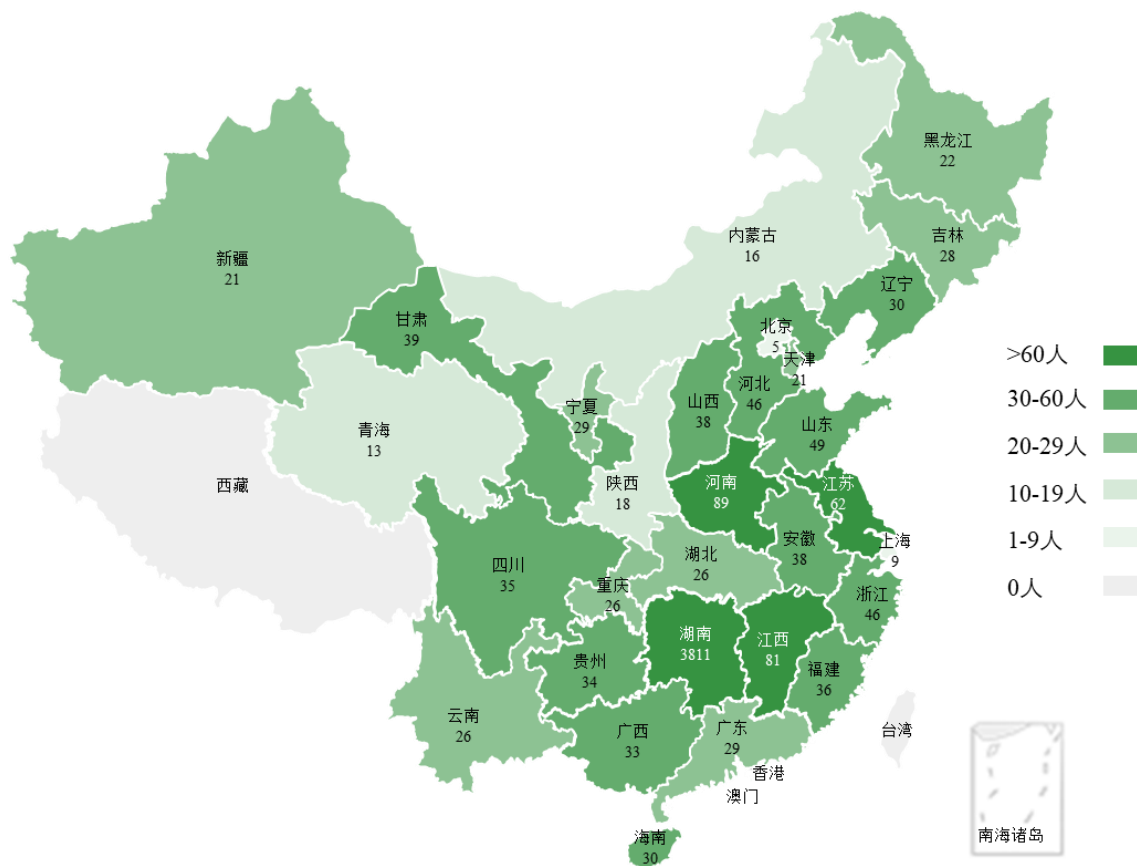 黑龙江
22
内蒙古
16
吉林
28
新疆
21
辽宁
30
甘肃
39
北京
5
天津
21
河北
46
山西
38
宁夏
29
山东
49
青海
13
西藏
陕西
18
河南
89
江苏
62
安徽
38
上海
9
四川
35
湖北
26
重庆
26
浙江
46
湖南
3811
江西
81
贵州
34
福建
36
云南
26
广西
33
广东
29
台湾
香港
澳门
海南
30
南海诸岛
>60人
30-60人
20-29人
10-19人
1-9人
0人